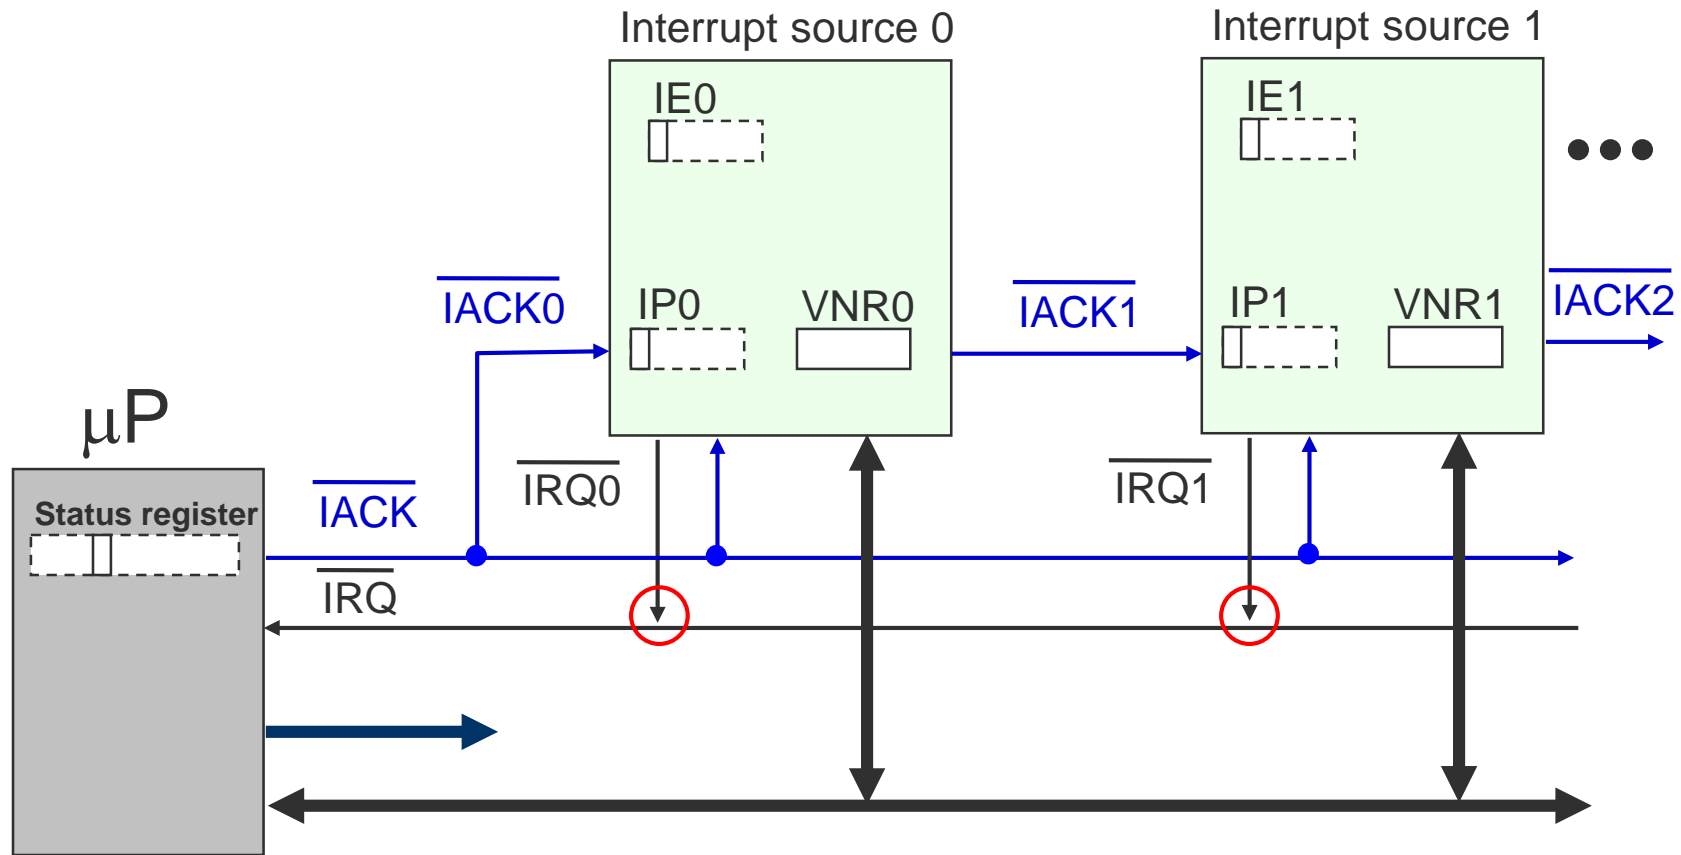 Interrupt source 0
Interrupt source 1
IE0
IE1
IACK0
IP0
VNR0
IACK1
IP1
VNR1
IACK2
μP
IRQ0
IRQ1
Status register
IACK
IRQ